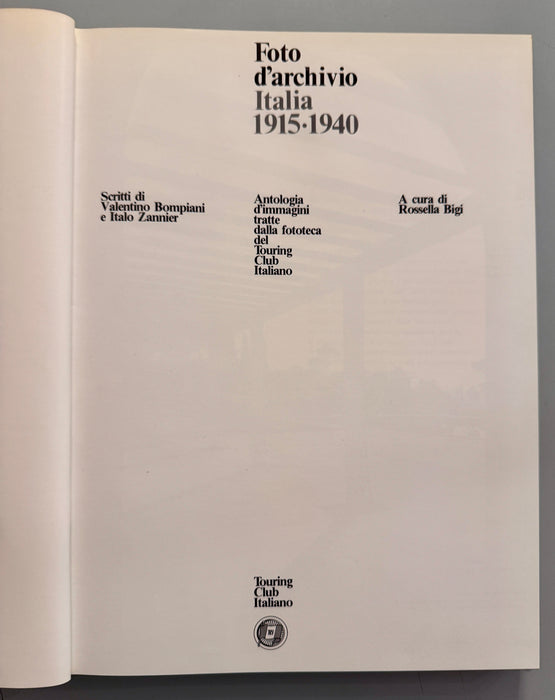 Foto
d'archivio
Italia
1915·1940
Scritti di
Valentino Bompiani
e Italo Zannier
Antologia
d'immagini
tratte
dalla fototeca
del
Touring
Club
Italiano
A cura di
Rossella Bigi
Touring
Club
Italiano